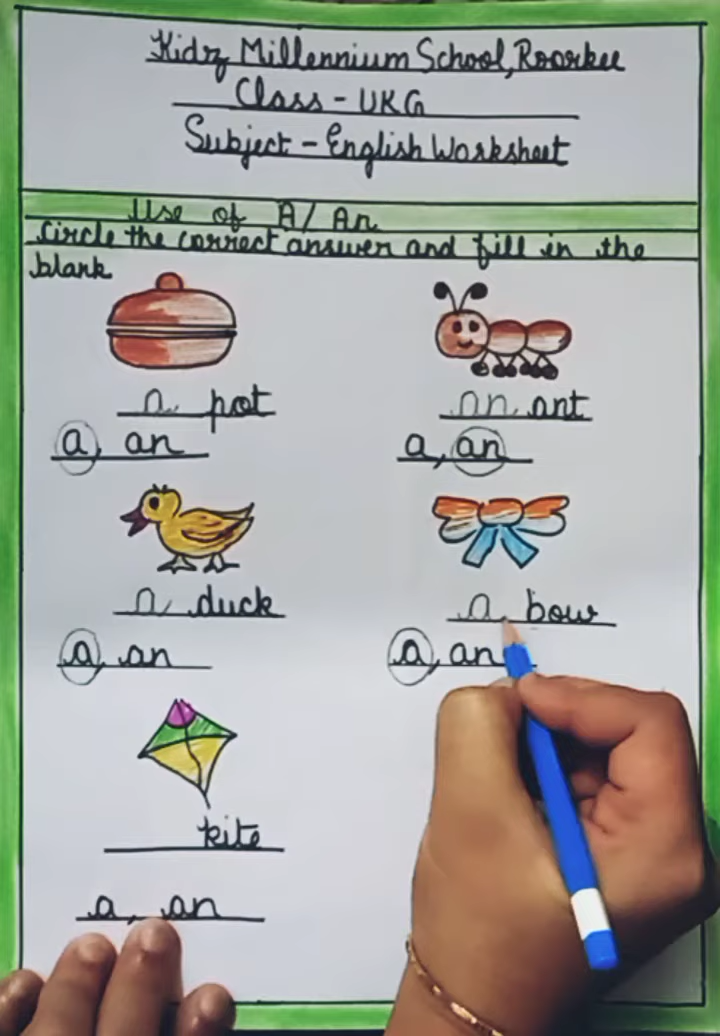 Kidz Millennium School, Roorkee
Class - UKG
Subject - English Worksheet
Use of A/An
Circle the correct answer and fill in the
blank
a pot an ant
a, an a, an
a duck a bow
a, an a, an
kite
a, an